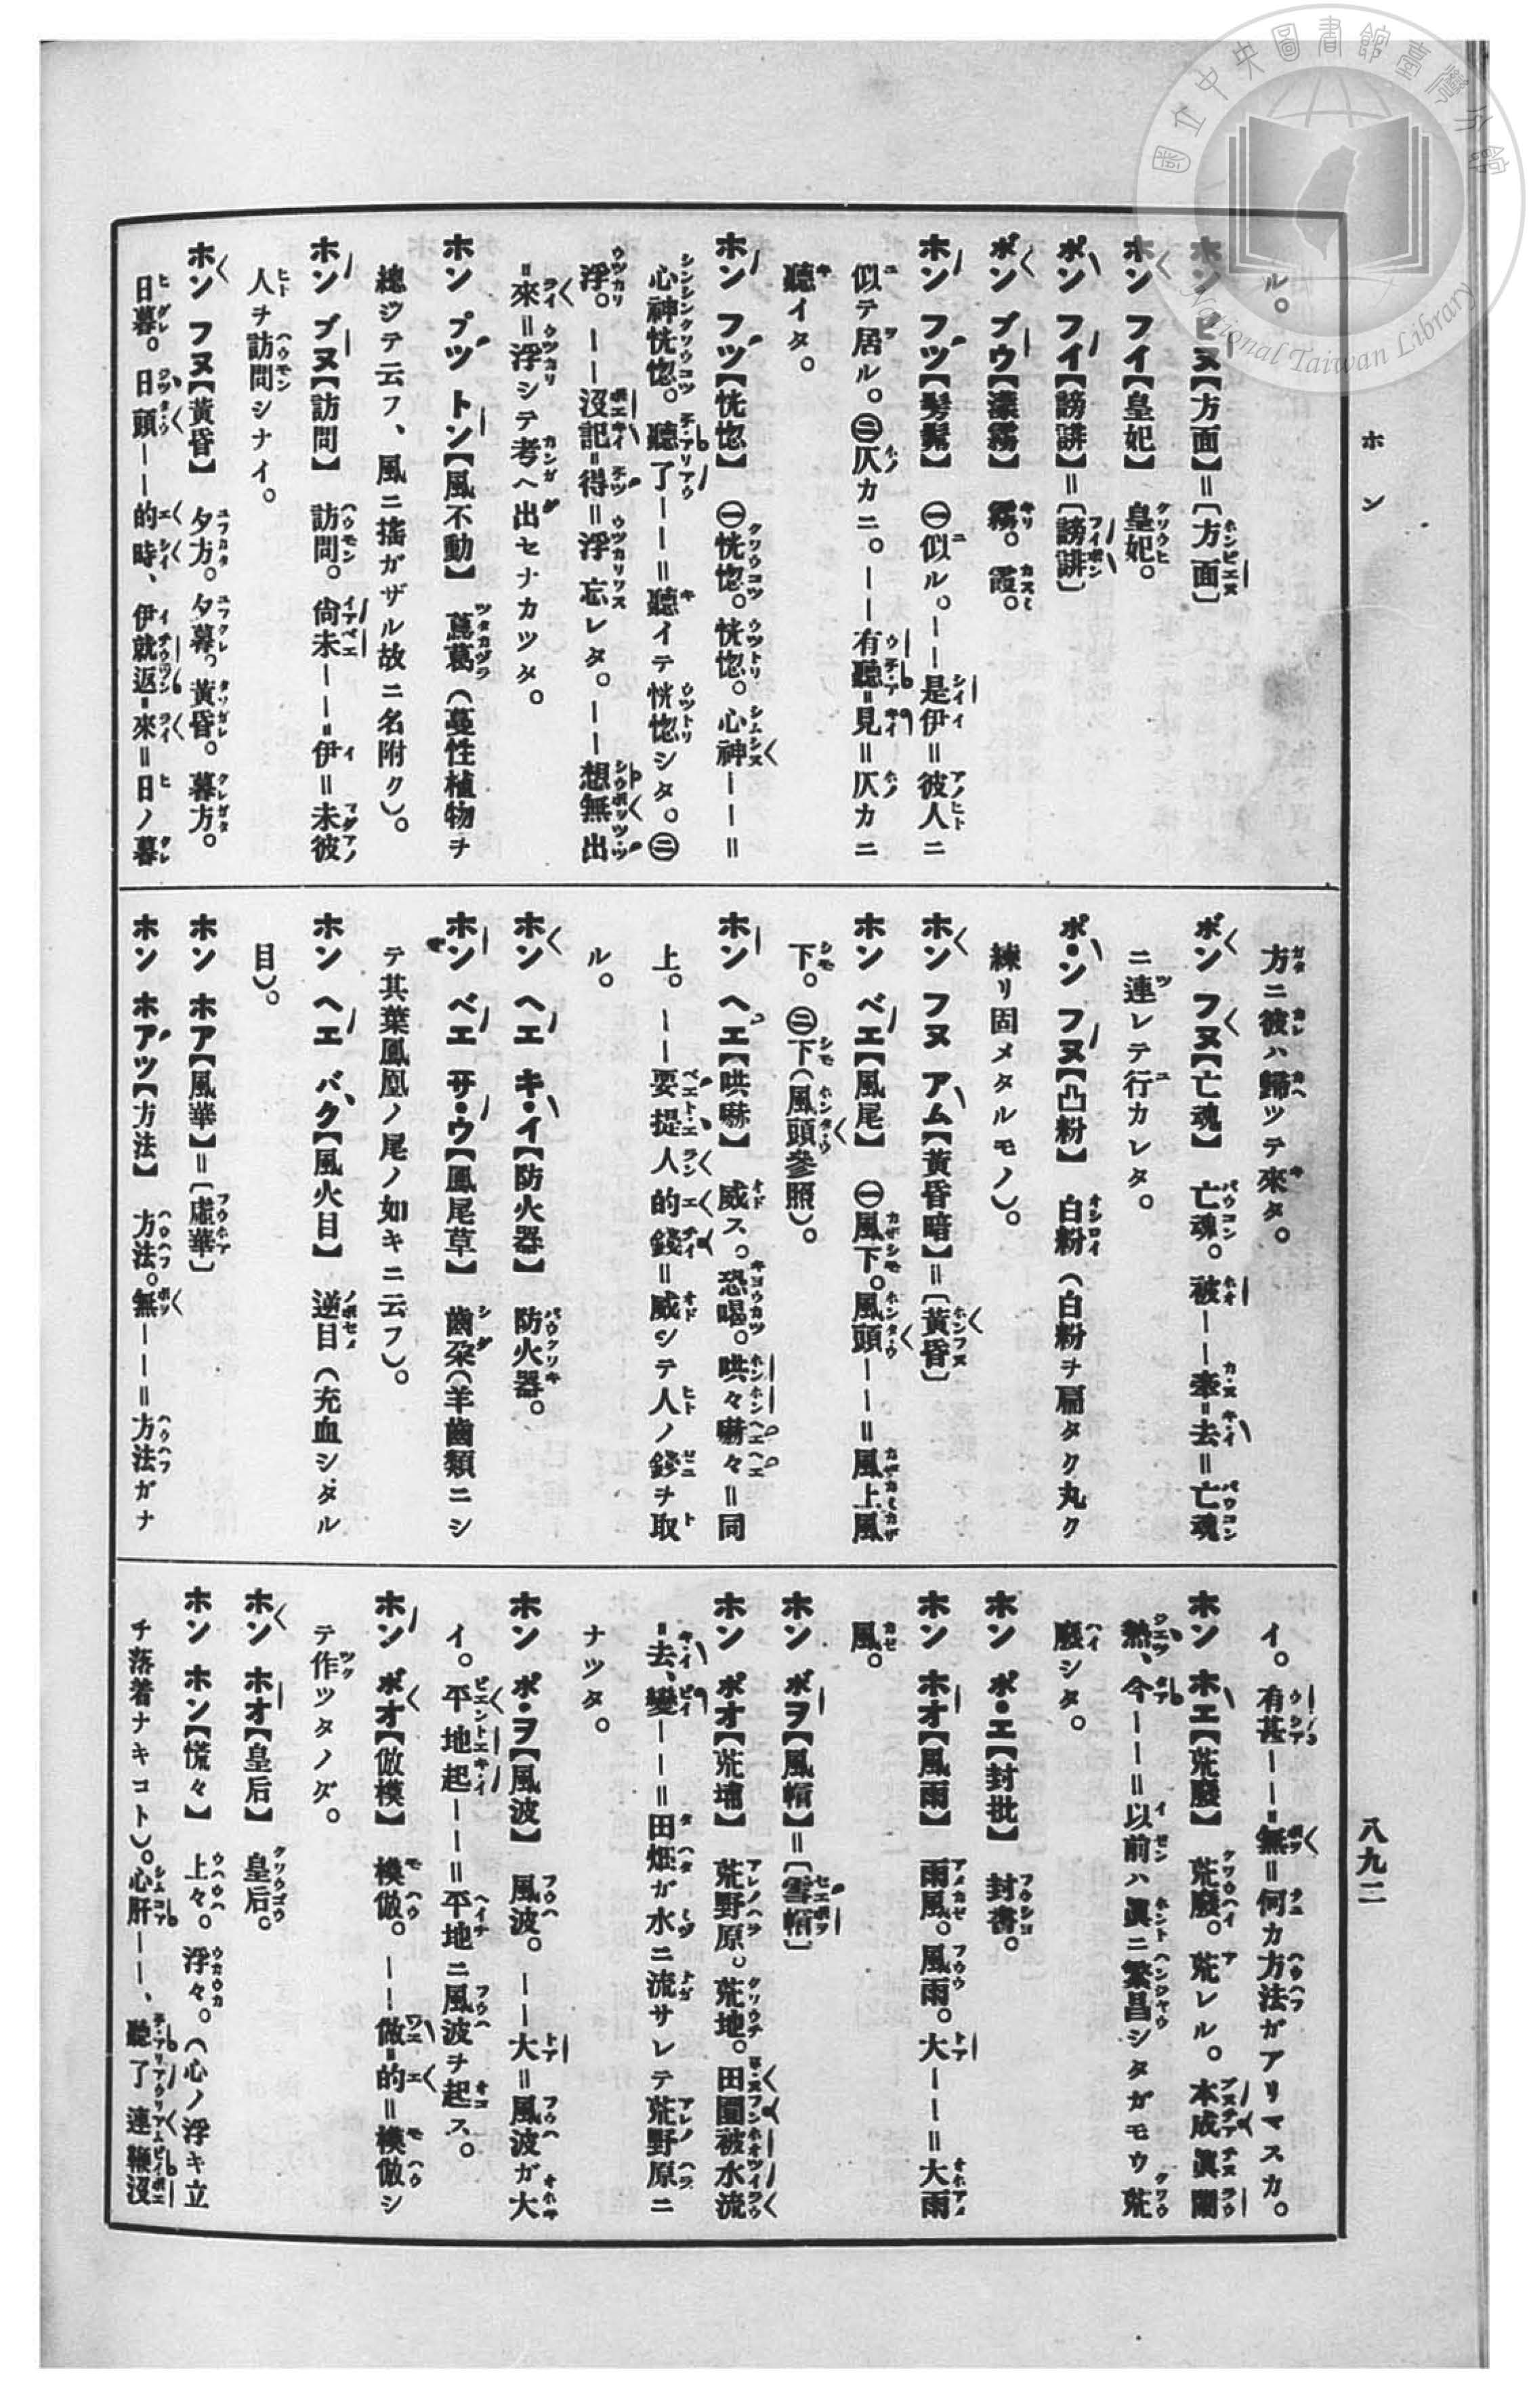 ホン
八九二
ル。
ホン ビヌ【方面】＝〔方面〕
ホン フイ【皇妃】 皇妃。
ポン フイ【謗誹】＝〔謗誹〕
ボン ブウ【濛霧】 霧。霞。
ホン フツ【髣髴】 ㊀似ル。――是伊＝彼人ニ
似テ居ル。㊁仄カニ。――有聽＝見＝仄カニ
聽イタ。
ホン フツ【恍惚】 ㊀恍惚。恍惚。心神――＝
心神恍惚。聽了――＝聽イテ恍惚シタ。㊁
浮。――沒記＝得＝浮忘レタ。――想無出
＝來＝浮シテ考ヘ出セナカツタ。
ホン プツ トン【風不動】 蔦葛（蔓性植物ヲ
總ジテ云フ、風ニ搖ガザル故ニ名附ク）。
ホン ブヌ【訪問】 訪問。尙未――＝伊＝未彼
人ヲ訪問シナイ。
ホン フヌ【黃昏】 夕方。夕暮。黃昏。暮方。
日暮。日頭――的時、伊就返＝來＝日ノ暮
方ニ彼ハ歸ツテ來タ。
ボン フヌ【亡魂】 亡魂。被――牽＝去＝亡魂
ニ連レテ行カレタ。
ポ・ン フヌ【凸粉】 白粉（白粉ヲ扁タク丸ク
練リ固メタルモノ）。
ホン フヌ アム【黃昏暗】＝〔黃昏〕
ホン ベエ【風尾】 ㊀風下。風頭――＝風上風
下。㊁下（風頭參照）。
ホン ヘエ【哄嚇】 威ス。恐喝。哄々嚇々＝同
上。――要提人的錢＝威シテ人ノ錢ヲ取
ル。
ホン ヘエ キ・イ【防火器】 防火器。
ホン ベエ サ・ウ【鳳尾草】 齒朶（羊齒類ニシ
テ其葉鳳凰ノ尾ノ如キニ云フ）。
ホン ヘエ バク【風火目】 逆目（充血シタル
目）。
ホン ホア【風華】＝〔虛華〕
ホン ホアツ【方法】 方法。無――＝方法ガナ
イ。有甚――＝無＝何カ方法ガアリマスカ。
ホン ホエ【荒廢】 荒廢。荒レル。本成眞鬧
熱、今――＝以前ハ眞ニ繁昌シタガモウ荒
廢シタ。
ホン ポ・エ【封批】 封書。
ホン ホオ【風雨】 雨風。風雨。大――＝大雨
風。
ホン ボヲ【風帽】＝〔雪帽〕
ホン ポオ【荒埔】 荒野原。荒地。田園被水流
＝去、變――＝田畑ガ水ニ流サレテ荒野原ニ
ナツタ。
ホン ポ・ヲ【風波】 風波。――大＝風波ガ大
イ。平地起――＝平地ニ風波ヲ起ス。
ホン ボオ【倣模】 模倣。――做＝的＝模倣シ
テ作ツタノダ。
ホン ホオ【皇后】 皇后。
ホン ホン【慌々】 上々。浮々。（心ノ浮キ立
チ落着ナキコト）。心肝――、聽了連鞭沒